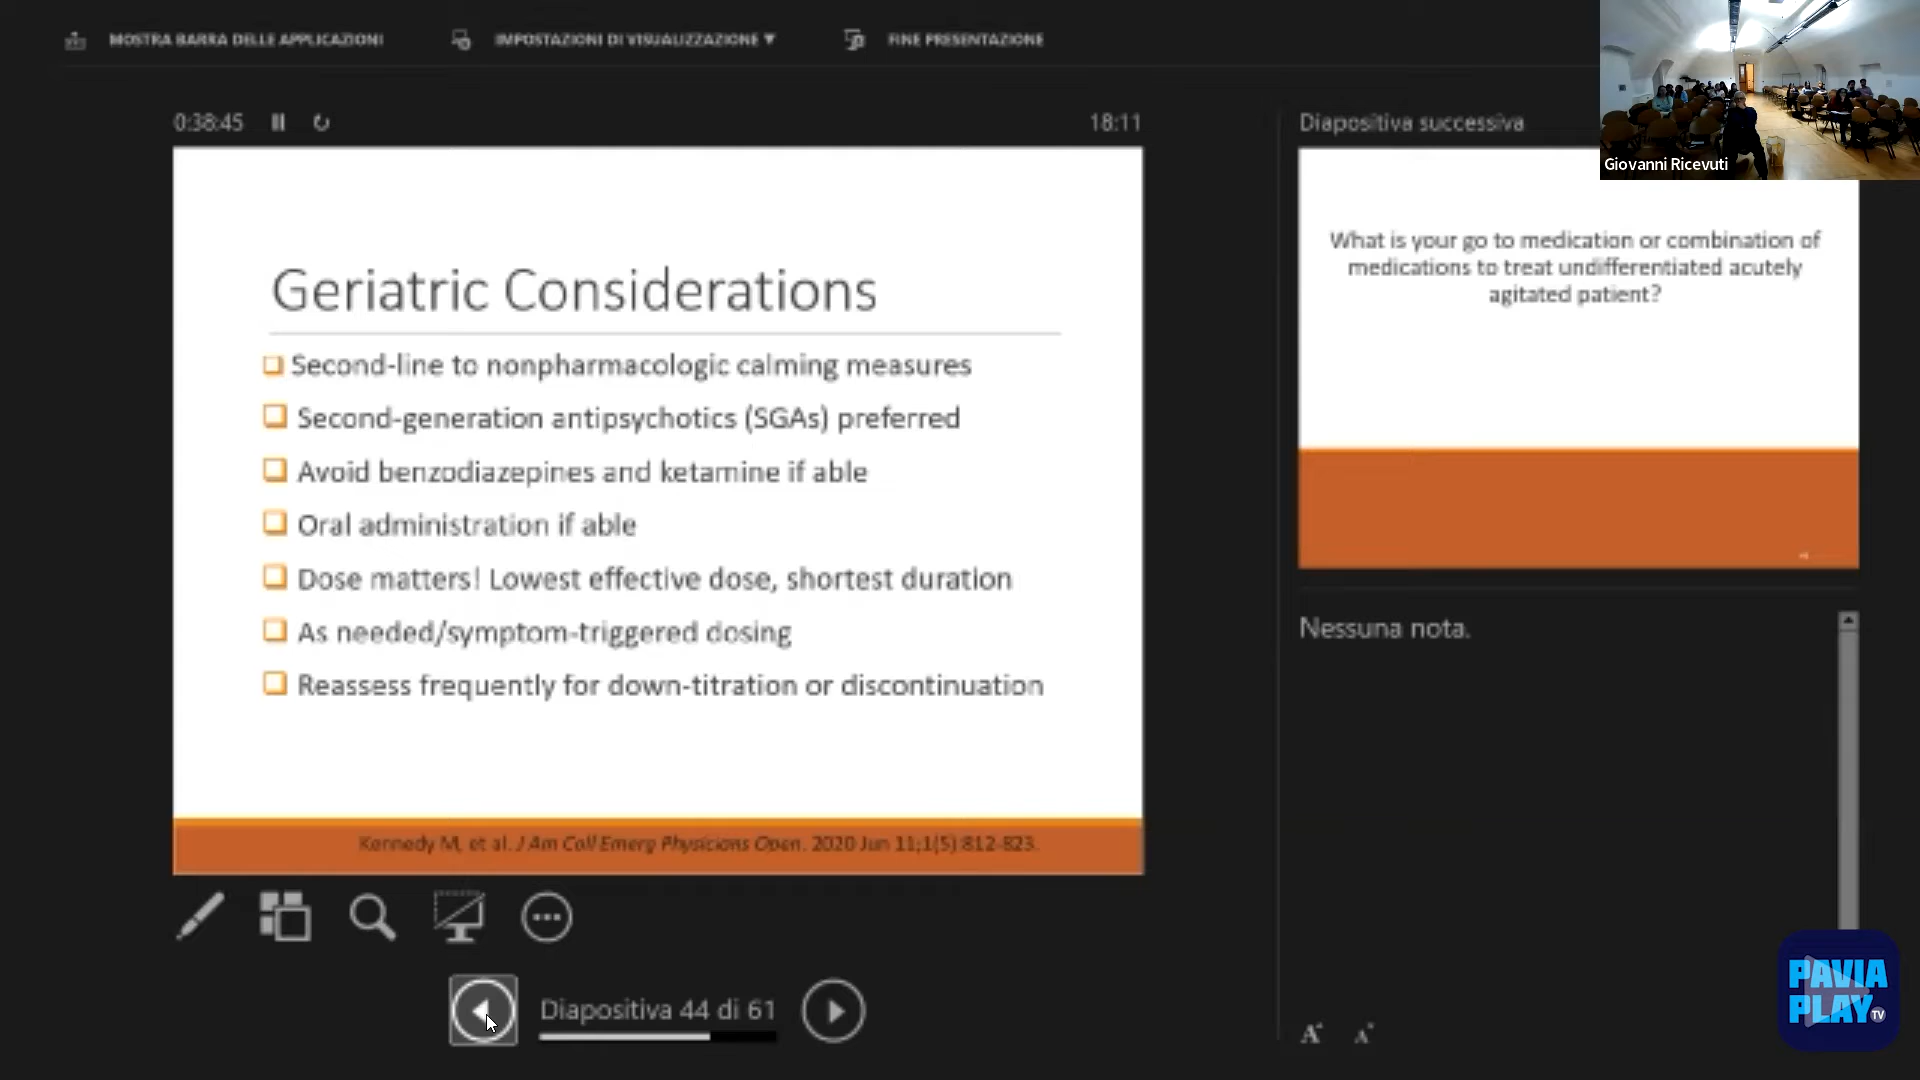 MOSTRA BARRA DELLE APPLICAZIONI
IMPOSTAZIONI DI VISUALIZZAZIONE ▼
FINE PRESENTAZIONE
0:38:45
18:11
Geriatric Considerations
Second-line to nonpharmacologic calming measures
Second-generation antipsychotics (SGAs) preferred
Avoid benzodiazepines and ketamine if able
Oral administration if able
Dose matters! Lowest effective dose, shortest duration
As needed/symptom-triggered dosing
Reassess frequently for down-titration or discontinuation
Kennedy M, et al. J Am Coll Emerg Physicians Open. 2020 Jun 11;1(5):812-823.
Diapositiva 44 di 61
Diapositiva successiva
What is your go to medication or combination of
medications to treat undifferentiated acutely
agitated patient?
Nessuna nota.
A A
Giovanni Ricevuti
PAVIA
PLAY TV